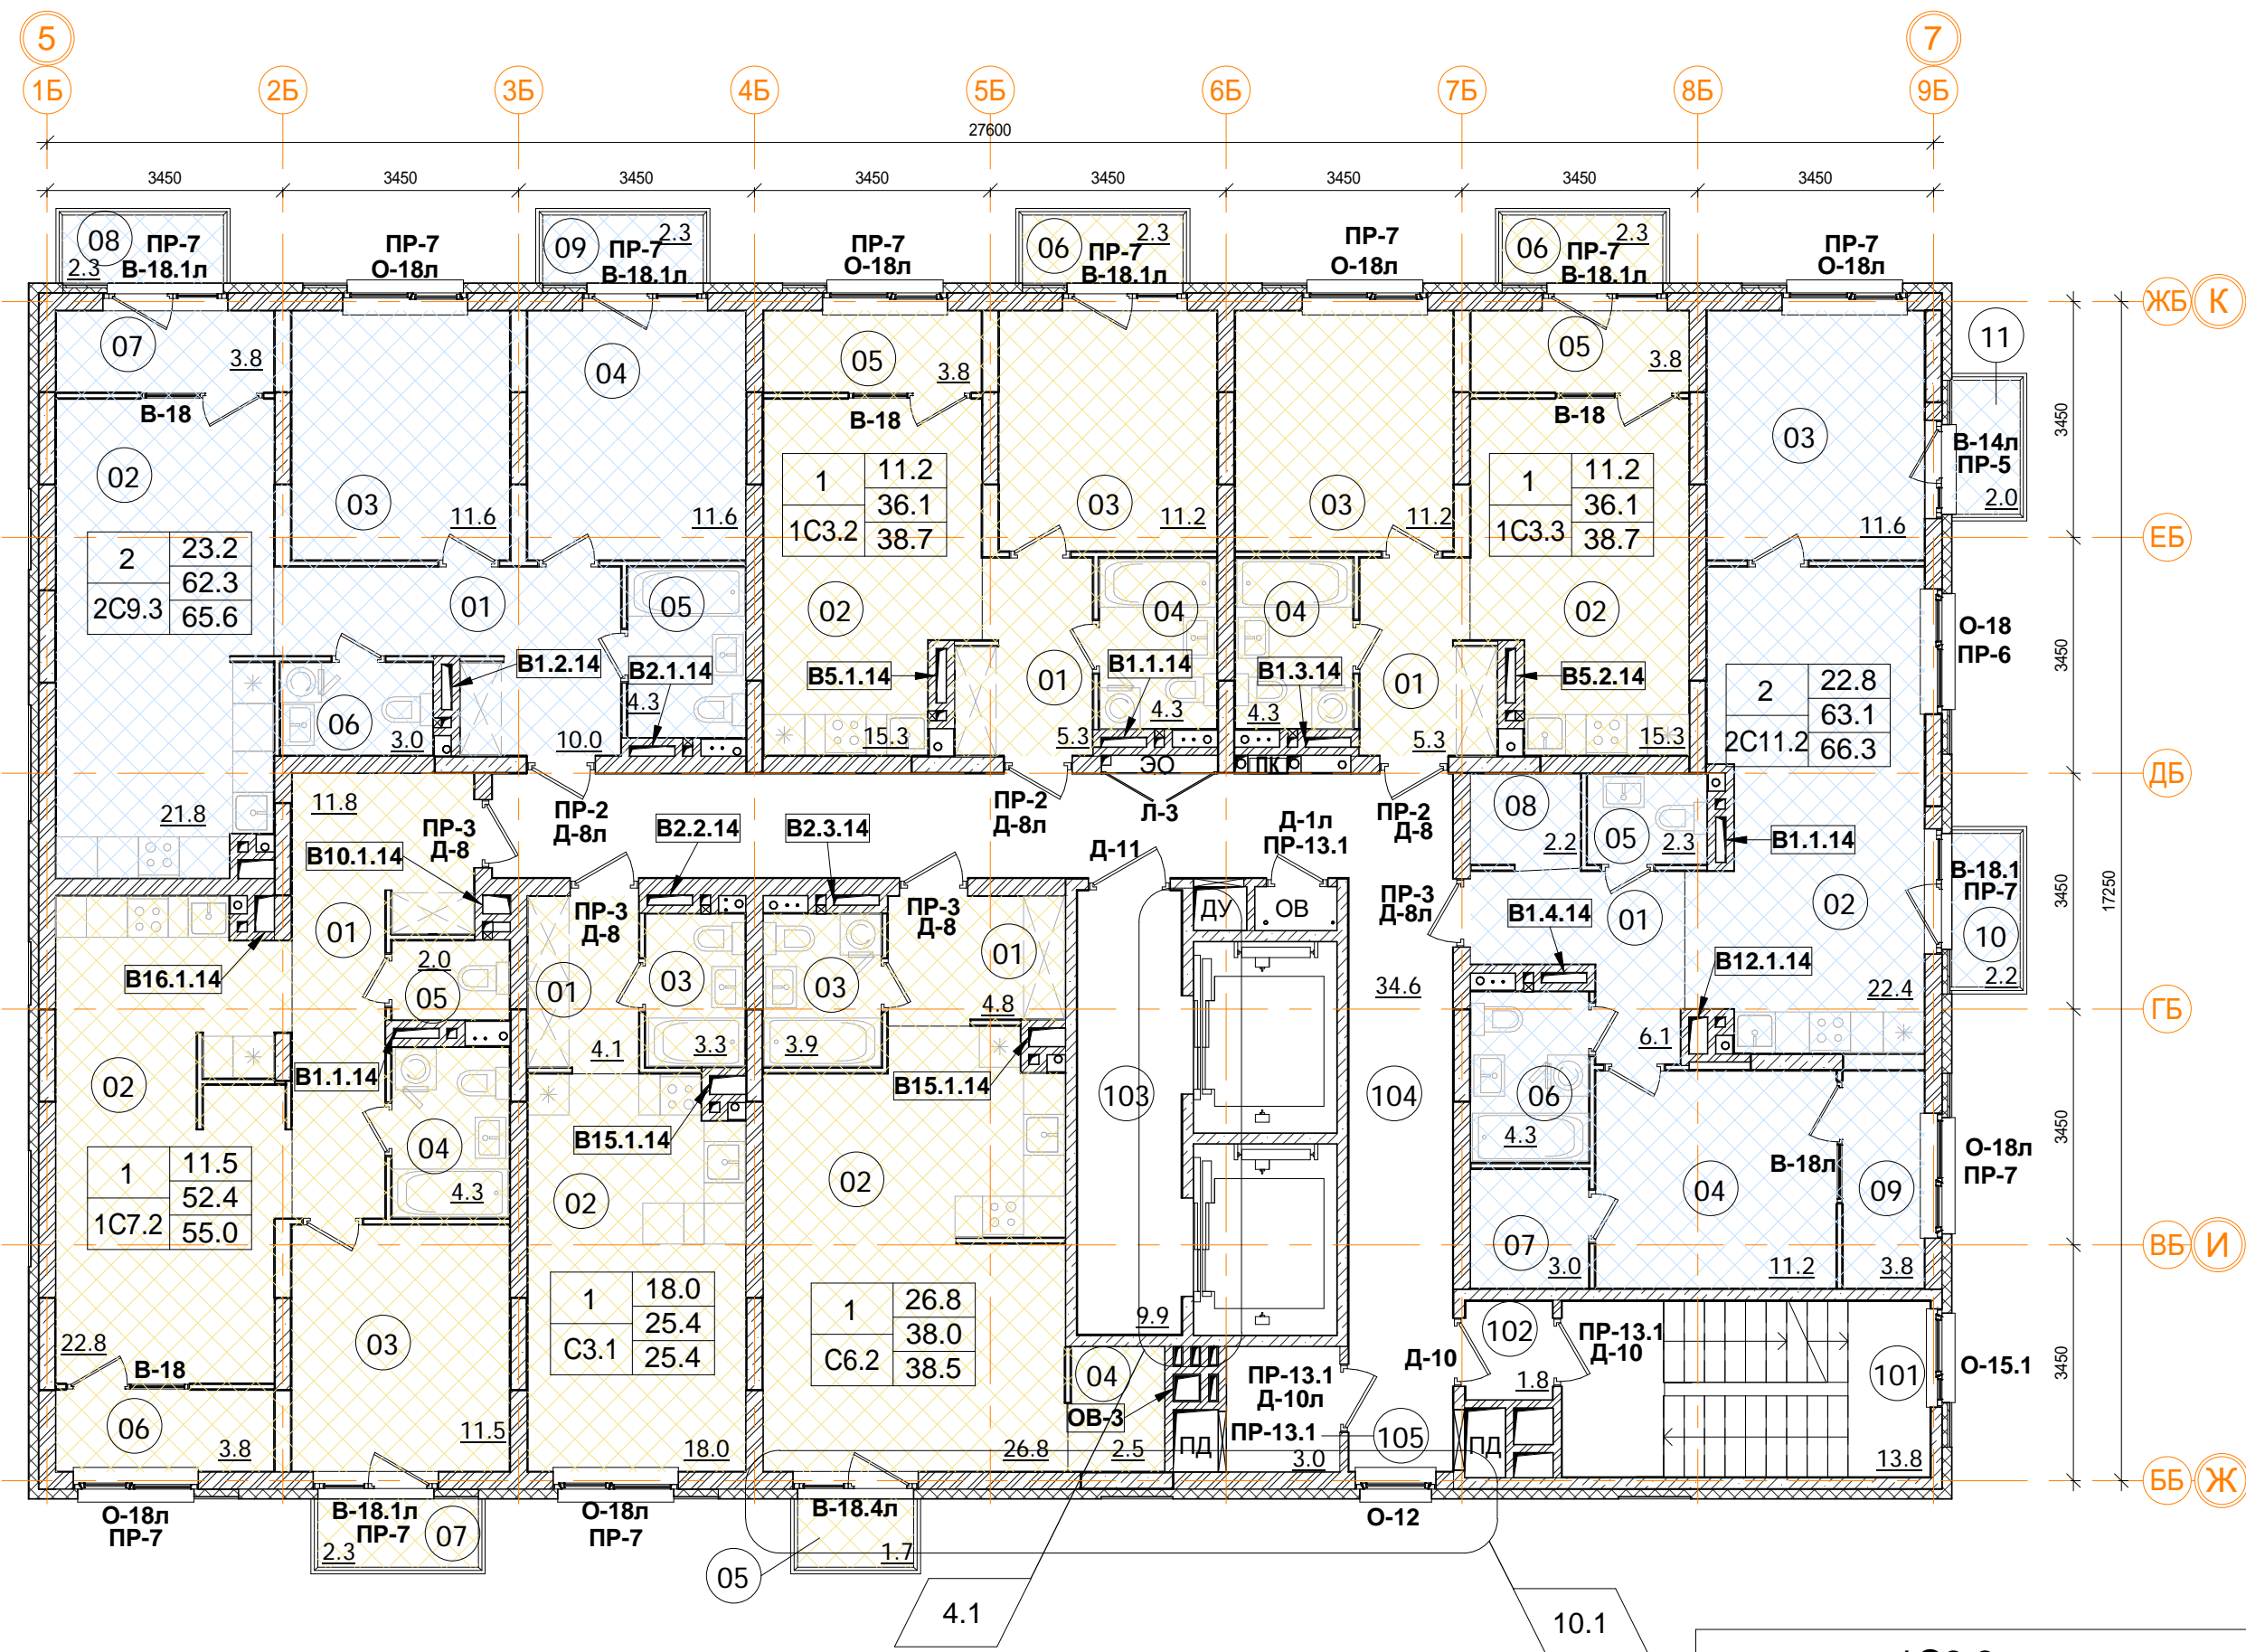 5
7
1Б
2Б
3Б
4Б
5Б
6Б
7Б
8Б
9Б
27600
3450
3450
3450
3450
3450
3450
3450
3450
08
2.3
ПР-7
В-18.1л
ПР-7
О-18л
09
2.3
ПР-7
В-18.1л
ПР-7
О-18л
06
2.3
ПР-7
В-18.1л
ПР-7
О-18л
06
2.3
ПР-7
В-18.1л
ПР-7
О-18л
ЖБ
К
11
07
3.8
В-18
04
05
3.8
В-18
05
3.8
В-18
03
В-14л
ПР-5
2.0
3450
02
03
11.6
11.6
1
11.2
1С3.2
36.1
38.7
03
11.2
03
11.2
1
11.2
1С3.3
36.1
38.7
11.6
ЕБ
2
23.2
2С9.3
62.3
65.6
01
05
02
04
04
02
О-18
ПР-6
3450
В1.2.14
В2.1.14
4.3
В5.1.14
01
В1.1.14
4.3
В1.3.14
4.3
01
В5.2.14
2
22.8
2С11.2
63.1
66.3
06
3.0
10.0
15.3
5.3
5.3
15.3
ЭО
ПК
ДБ
21.8
11.8
ПР-3
Д-8
ПР-2
Д-8л
ПР-2
Д-8л
Л-3
Д-1л
ПР-13.1
ПР-2
Д-8
08
2.2
05
2.3
В1.1.14
В10.1.14
В2.2.14
В2.3.14
Д-11
В-18.1
ПР-7
3450
17250
01
ПР-3
Д-8
ПР-3
Д-8
ДУ
ОВ
ПР-3
Д-8л
В1.4.14
01
02
10
2.2
В16.1.14
2.0
05
01
03
03
01
4.8
34.6
В12.1.14
22.4
ГБ
В1.1.14
4.1
3.3
3.9
В15.1.14
6.1
02
103
104
06
4.3
3450
В15.1.14
04
4.3
О-18л
ПР-7
1
11.5
1С7.2
52.4
55.0
02
02
В-18л
04
09
07
3.0
11.2
3.8
ВБ
И
22.8
В-18
03
1
18.0
С3.1
25.4
25.4
1
26.8
С6.2
38.0
38.5
9.9
102
ПР-13.1
Д-10
Д-10
1.8
101
О-15.1
3450
04
ПР-13.1
Д-10л
06
3.8
11.5
18.0
26.8
2.5
ОВ-3
ПД
ПР-13.1
3.0
105
ПД
13.8
ББ
Ж
О-18л
ПР-7
В-18.1л
ПР-7
2.3
07
О-18л
ПР-7
В-18.4л
1.7
О-12
05
4.1
10.1